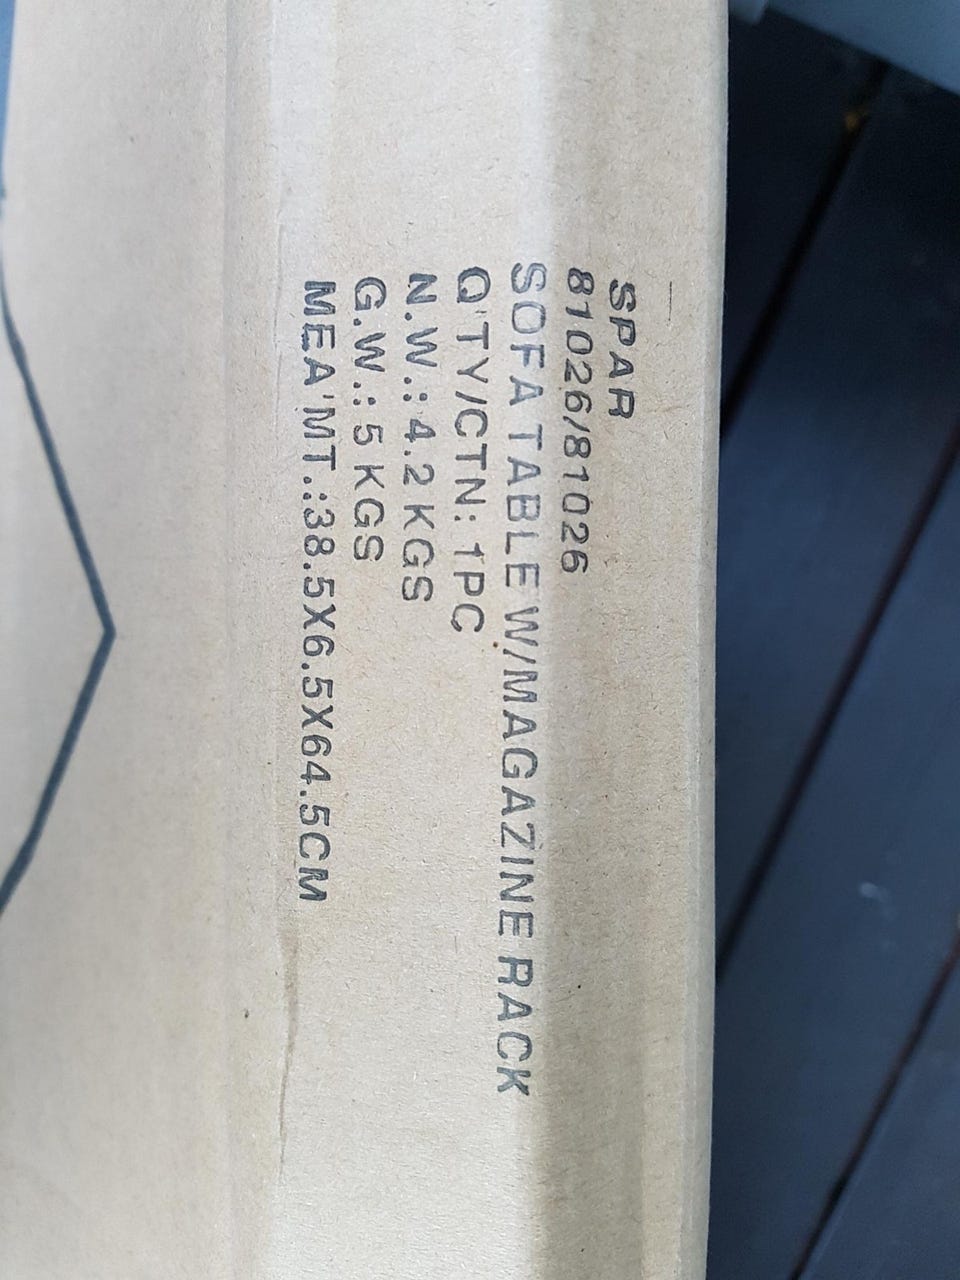 SPAR
81026/81026
SOFA TABLE W/MAGAZINE RACK
Q'TY/CTN: 1PC
N.W.: 4.2 KGS
G.W.: 5 KGS
MEA'MT.:38.5X6.5X64.5CM